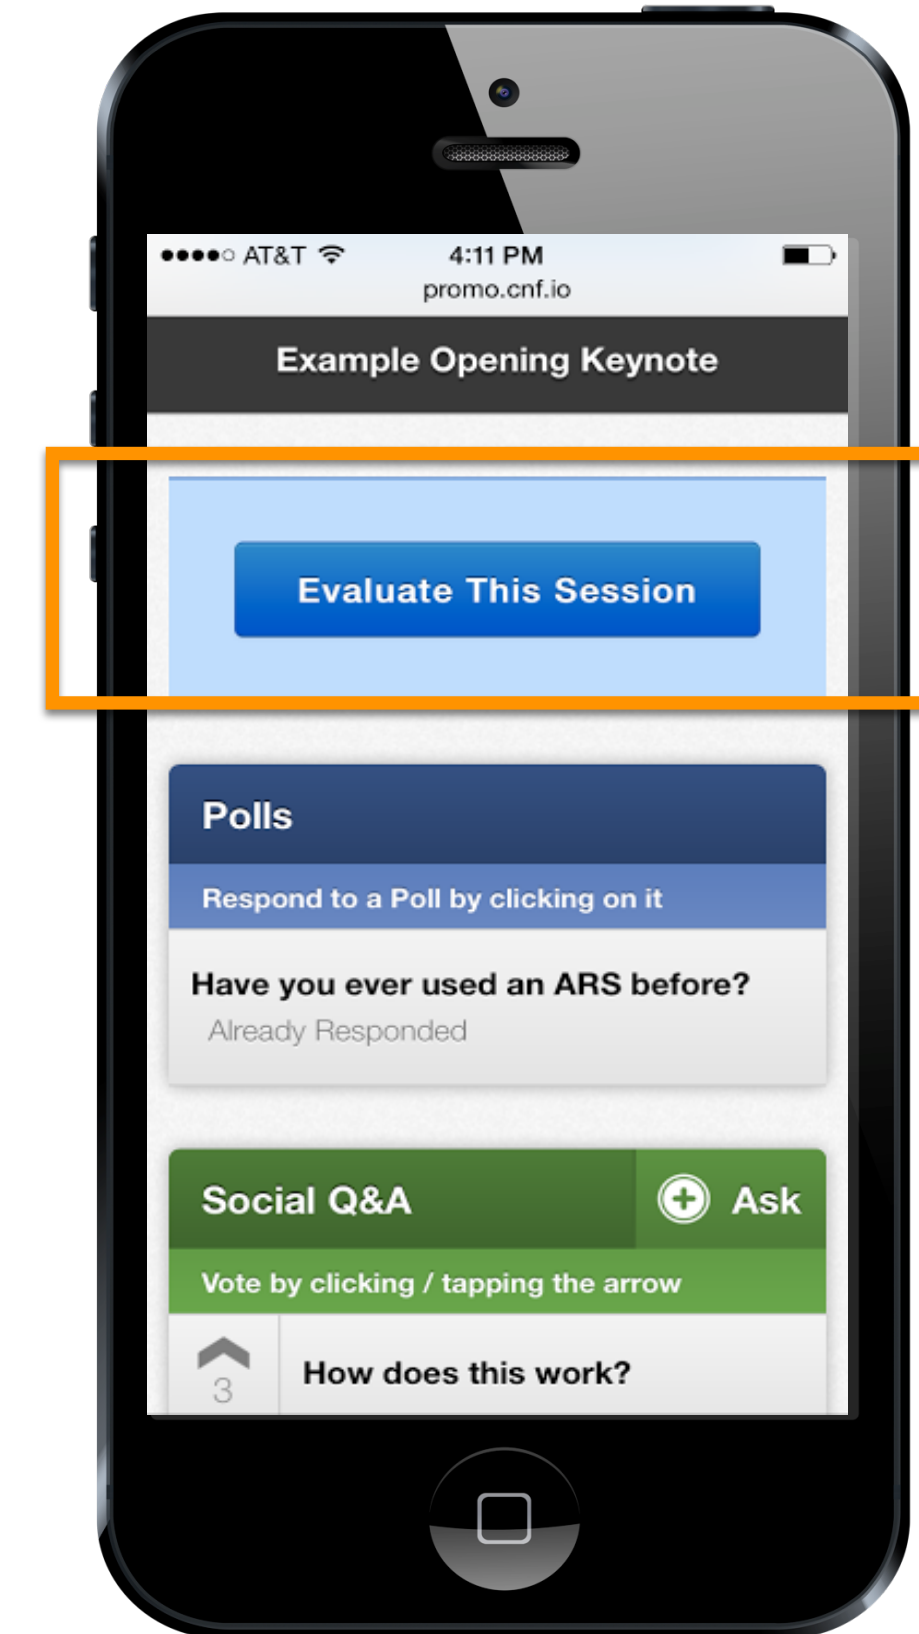 AT&T 4:11 PM
promo.cnf.io
Example Opening Keynote
Evaluate This Session
Polls
Respond to a Poll by clicking on it
Have you ever used an ARS before?
Already Responded
Social Q&A Ask
Vote by clicking / tapping the arrow
3 How does this work?